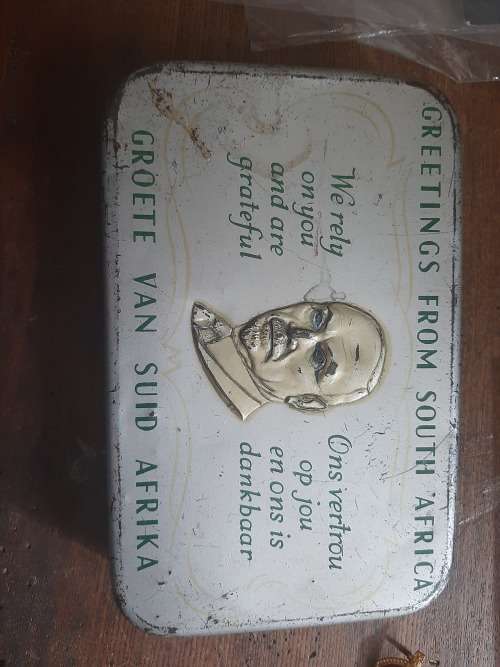 GREETINGS FROM SOUTH AFRICA
We rely
on you
and are
grateful
Ons vertrou
op jou
en ons is
dankbaar
GROETE VAN SUID AFRIKA